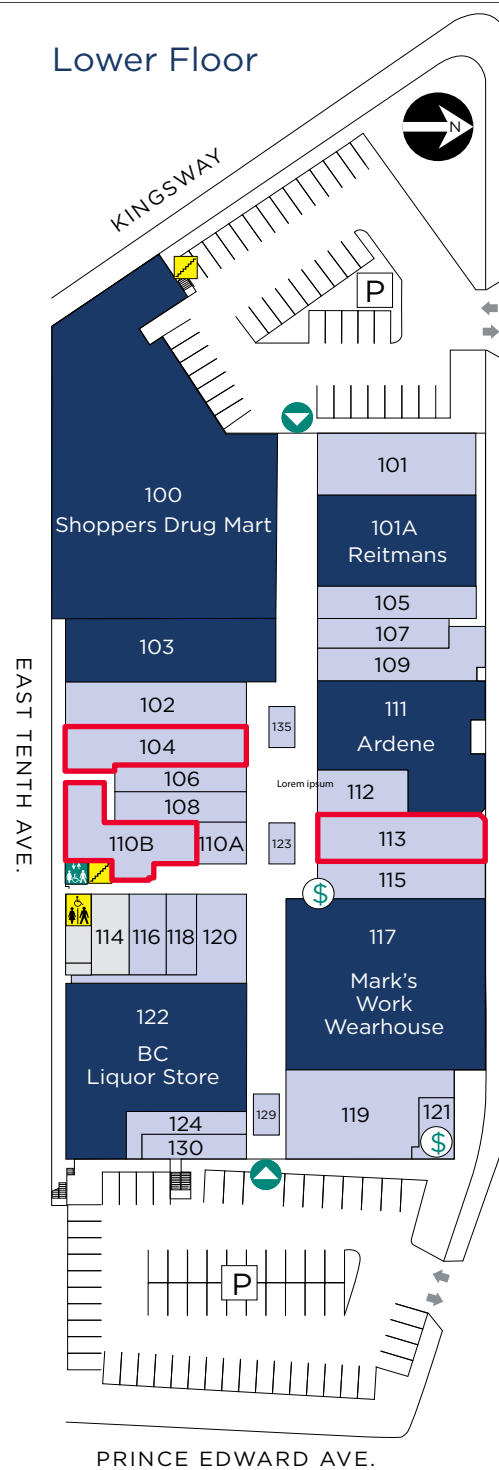 Lower Floor
N
KINGSWAY
P
100
Shoppers Drug Mart
101
101A
Reitmans
105
107
109
103
102
104
106
108
110B
110A
135
123
111
Ardene
Lorem ipsum
112
113
115
$
EAST TENTH AVE.
114
116
118
120
117
Mark's
Work
Wearhouse
122
BC
Liquor Store
124
130
129
119
121
$
P
PRINCE EDWARD AVE.